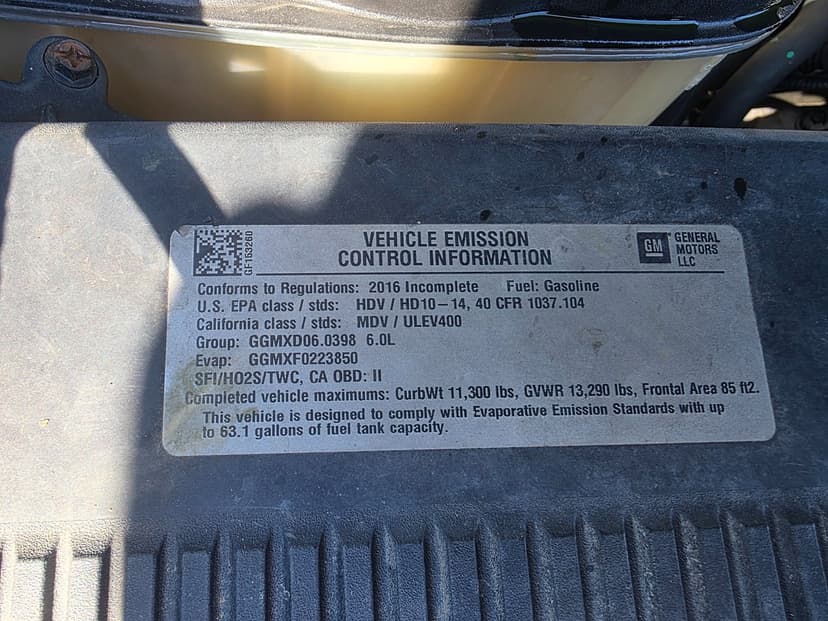 GF163260
VEHICLE EMISSION
CONTROL INFORMATION
GM
GENERAL
MOTORS
LLC
Conforms to Regulations: 2016 Incomplete Fuel: Gasoline
U.S. EPA class / stds: HDV / HD10-14, 40 CFR 1037.104
California class / stds: MDV / ULEV400
Group: GGMXD06.0398 6.0L
Evap: GGMXF0223850
SFI/HO2S/TWC, CA OBD: II
Completed vehicle maximums: CurbWt 11,300 lbs, GVWR 13,290 lbs, Frontal Area 85 ft2.
This vehicle is designed to comply with Evaporative Emission Standards with up
to 63.1 gallons of fuel tank capacity.